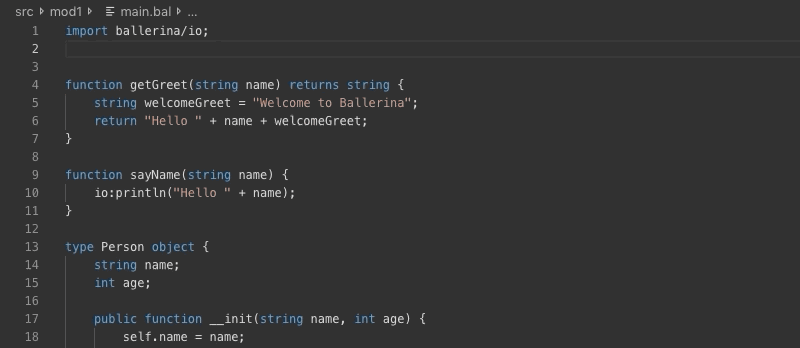 src mod1 main.bal ...
1 import ballerina/io;
2
3
4 function getGreet(string name) returns string {
5 string welcomeGreet = "Welcome to Ballerina";
6 return "Hello " + name + welcomeGreet;
7 }
8
9 function sayName(string name) {
10 io:println("Hello " + name);
11 }
12
13 type Person object {
14 string name;
15 int age;
16
17 public function __init(string name, int age) {
18 self.name = name;